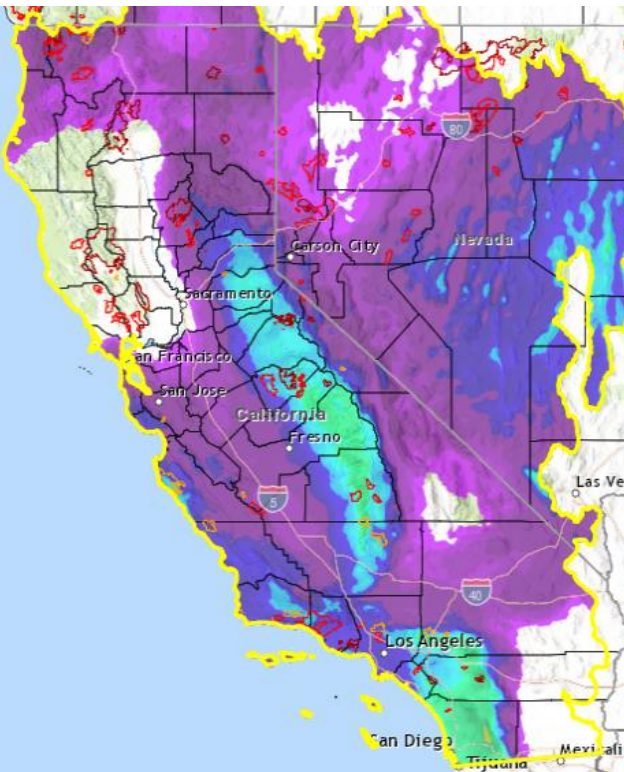 80
Carson City
Nevada
Sacramento
an Francisco
San Jose
California
Fresno
5
Las Ve
40
Los Angeles
San Diego
Tijuana
Mexicali